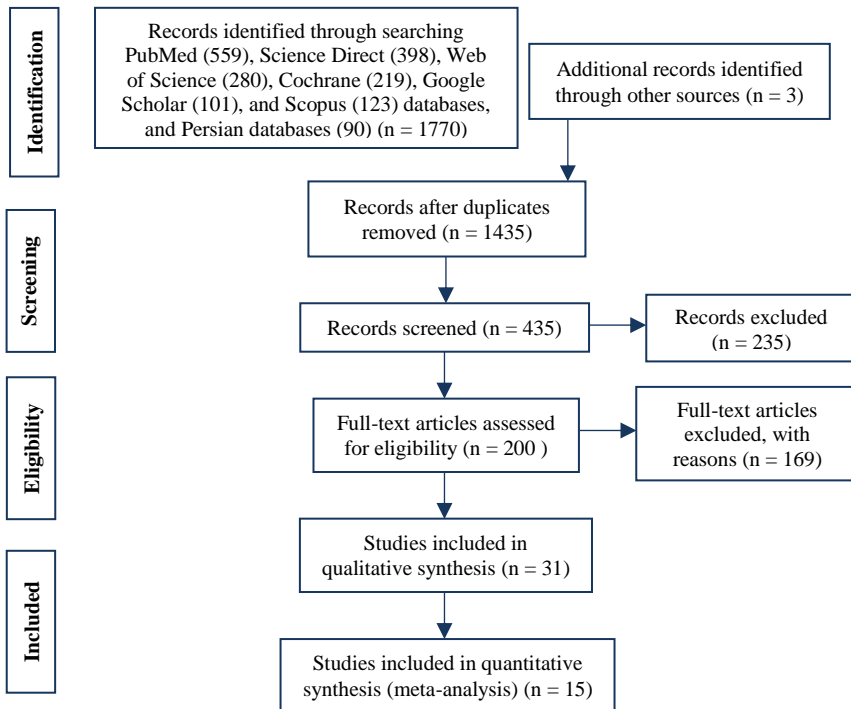 Identification
Records identified through searching
PubMed (559), Science Direct (398), Web
of Science (280), Cochrane (219), Google
Scholar (101), and Scopus (123) databases,
and Persian databases (90) (n = 1770)
Additional records identified
through other sources (n = 3)
Records after duplicates
removed (n = 1435)
Screening
Records screened (n = 435)
Records excluded
(n = 235)
Eligibility
Full-text articles assessed
for eligibility (n = 200 )
Full-text articles
excluded, with
reasons (n = 169)
Included
Studies included in
qualitative synthesis (n = 31)
Studies included in quantitative
synthesis (meta-analysis) (n = 15)